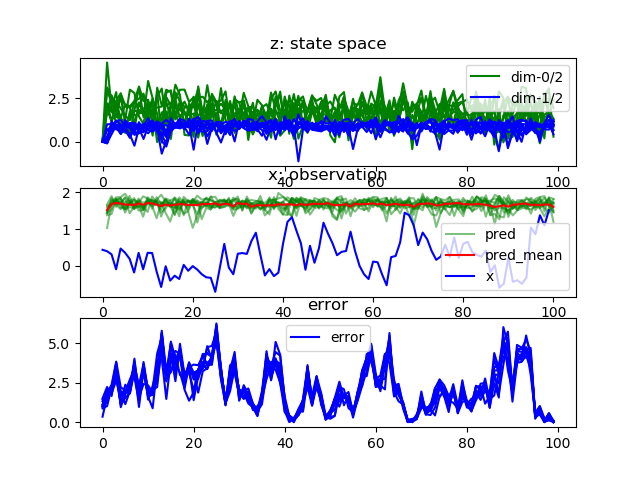 z: state space
2.5
0.0
dim-0/2
dim-1/2
0 20 40 60 80 100
x: observation
2
1
0
pred
pred_mean
x
0 20 40 60 80 100
error
5.0
2.5
0.0
error
0 20 40 60 80 100